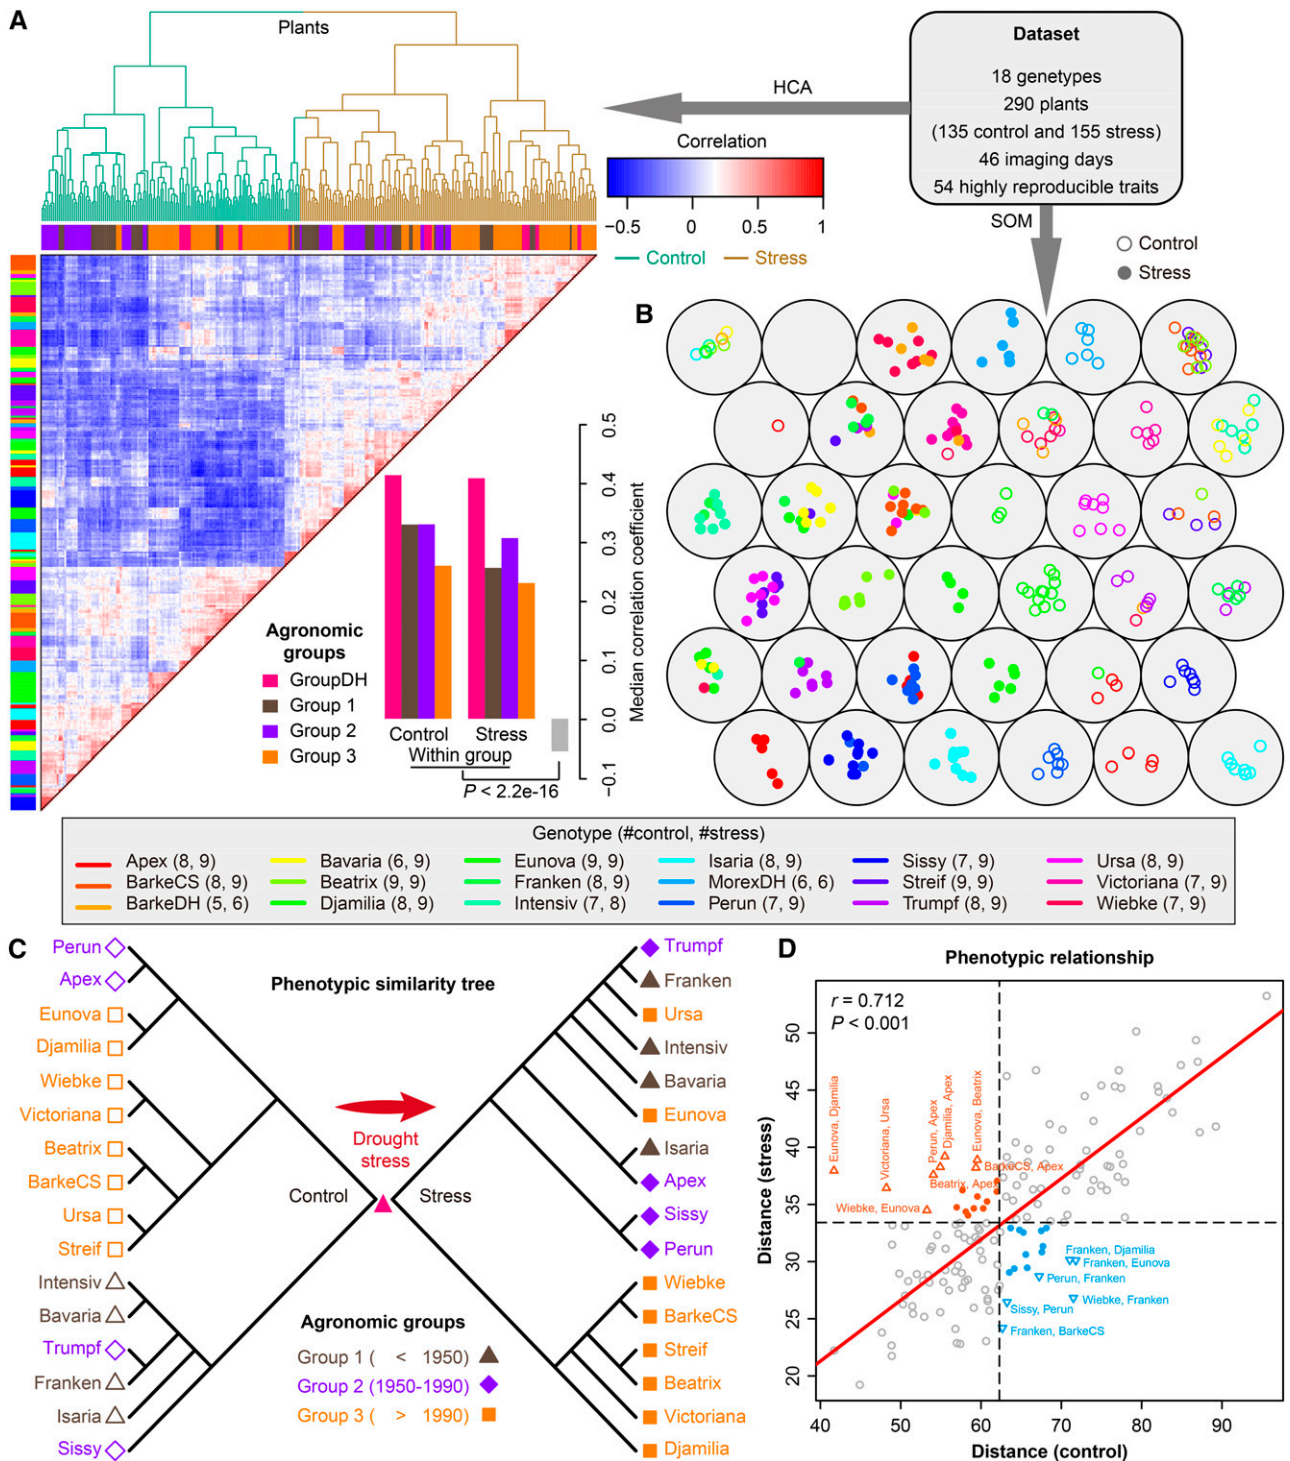 A
Plants
HCA
Dataset
18 genetypes
290 plants
(135 control and 155 stress)
46 imaging days
54 highly reproducible traits
Correlation
−0.5
0
0.5
1
Control
Stress
SOM
Control
Stress
B
0.5
0.4
0.3
0.2
0.1
0.0
−0.1
Median correlation coefficient
Agronomic
groups
GroupDH
Group 1
Group 2
Group 3
Control
Stress
Within group
P < 2.2e-16
Genotype (#control, #stress)
Apex (8, 9)
Bavaria (6, 9)
Eunova (9, 9)
Isaria (8, 9)
Sissy (7, 9)
Ursa (8, 9)
BarkeCS (8, 9)
Beatrix (9, 9)
Franken (8, 9)
MorexDH (6, 6)
Streif (9, 9)
Victoriana (7, 9)
BarkeDH (5, 6)
Djamilia (8, 9)
Intensiv (7, 8)
Perun (7, 9)
Trumpf (8, 9)
Wiebke (7, 9)
C
Phenotypic similarity tree
Perun
Apex
Eunova
Djamilia
Wiebke
Victoriana
Beatrix
BarkeCS
Ursa
Streif
Intensiv
Bavaria
Trumpf
Franken
Isaria
Sissy
Drought
stress
Control
Stress
Trumpf
Franken
Ursa
Intensiv
Bavaria
Eunova
Isaria
Apex
Sissy
Perun
Wiebke
BarkeCS
Streif
Beatrix
Victoriana
Djamilia
Agronomic groups
Group 1 ( < 1950)
Group 2 (1950-1990)
Group 3 ( > 1990)
D
Phenotypic relationship
r = 0.712
P < 0.001
Eunova, Djamilia
Victoriana, Ursa
Perun, Apex
Djamilia, Apex
Eunova, Beatrix
BarkeCS, Apex
Beatrix, Apex
Wiebke, Eunova
Franken, Djamilia
Franken, Eunova
Perun, Franken
Wiebke, Franken
Sissy, Perun
Franken, BarkeCS
50
45
40
35
30
25
20
Distance (stress)
40
50
60
70
80
90
Distance (control)